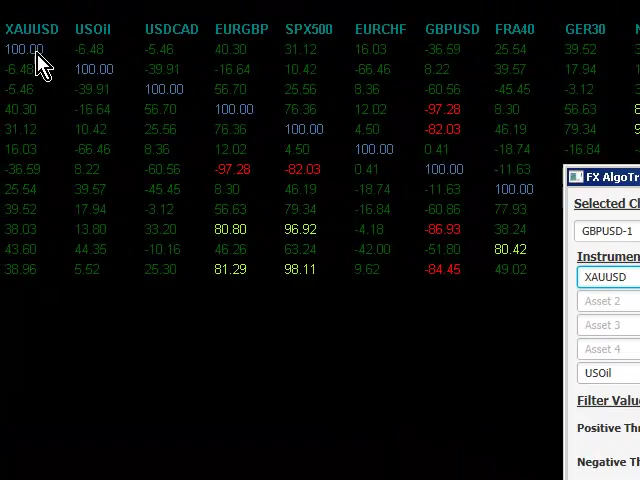 XAUUSD USOil USDCAD EURGBP SPX500 EURCHF GBPUSD FRA40 GER30
100.00 -6.48 -5.46 40.30 31.12 16.03 -36.59 25.54 39.52
-6.48 100.00 -39.91 -16.64 10.42 -66.46 8.22 39.57 17.94
-5.46 -39.91 100.00 56.70 25.56 8.36 -60.56 -45.45 -3.12
40.30 -16.64 56.70 100.00 76.36 12.02 -97.28 8.30 56.63
31.12 10.42 25.56 76.36 100.00 4.50 -82.03 46.19 79.34
16.03 -66.46 8.36 12.02 4.50 100.00 0.41 -18.74 -16.64
-36.59 8.22 -60.56 -97.28 -82.03 0.41 100.00 -11.63
25.54 39.57 -45.45 8.30 46.19 -18.74 -11.63 100.00
39.52 17.94 -3.12 56.63 79.34 -16.64 -60.86 77.93
38.03 13.80 33.20 80.80 96.92 -4.18 -86.93 38.24
43.60 44.35 -10.16 46.26 63.24 -42.00 -51.80 80.42
38.96 5.52 25.30 81.29 98.11 9.62 -84.45 49.02
FX AlgoTr
Selected Cl
GBPUSD-1
Instrumen
XAUUSD
Asset 2
Asset 3
Asset 4
USOil
Filter Valu
Positive Thr
Negative Th